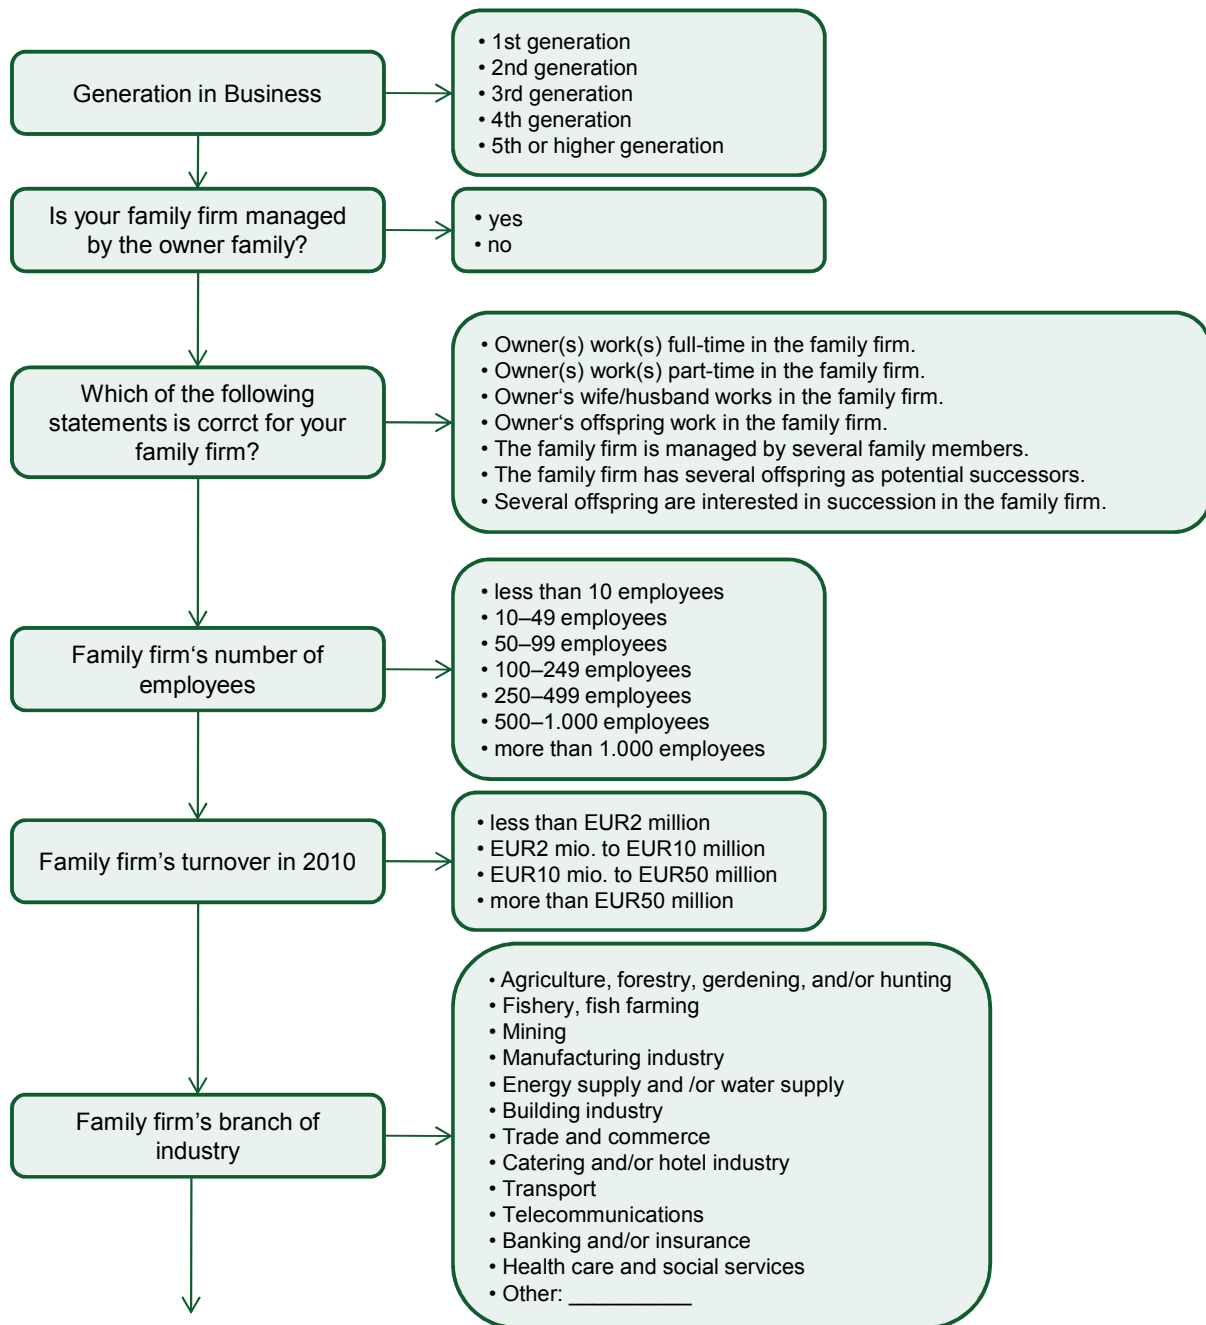 Generation in Business
• 1st generation
• 2nd generation
• 3rd generation
• 4th generation
• 5th or higher generation
Is your family firm managed
by the owner family?
• yes
• no
Which of the following
statements is corrct for your
family firm?
• Owner(s) work(s) full-time in the family firm.
• Owner(s) work(s) part-time in the family firm.
• Owner‘s wife/husband works in the family firm.
• Owner‘s offspring work in the family firm.
• The family firm is managed by several family members.
• The family firm has several offspring as potential successors.
• Several offspring are interested in succession in the family firm.
Family firm‘s number of
employees
• less than 10 employees
• 10–49 employees
• 50–99 employees
• 100–249 employees
• 250–499 employees
• 500–1.000 employees
• more than 1.000 employees
Family firm’s turnover in 2010
• less than EUR2 million
• EUR2 mio. to EUR10 million
• EUR10 mio. to EUR50 million
• more than EUR50 million
Family firm’s branch of
industry
• Agriculture, forestry, gerdening, and/or hunting
• Fishery, fish farming
• Mining
• Manufacturing industry
• Energy supply and /or water supply
• Building industry
• Trade and commerce
• Catering and/or hotel industry
• Transport
• Telecommunications
• Banking and/or insurance
• Health care and social services
• Other: __________